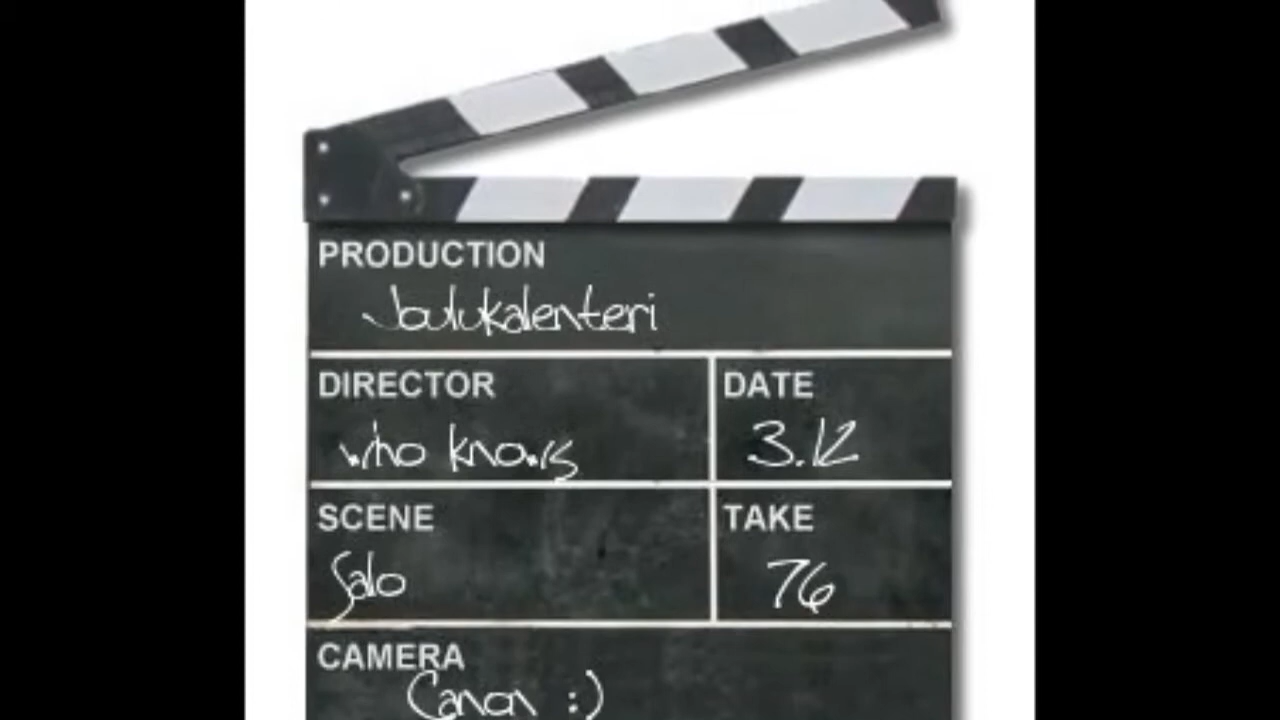 PRODUCTION
Joulukalenteri
DIRECTOR
DATE
who knows
3.12
SCENE
TAKE
Salo
76
CAMERA
Canon :)